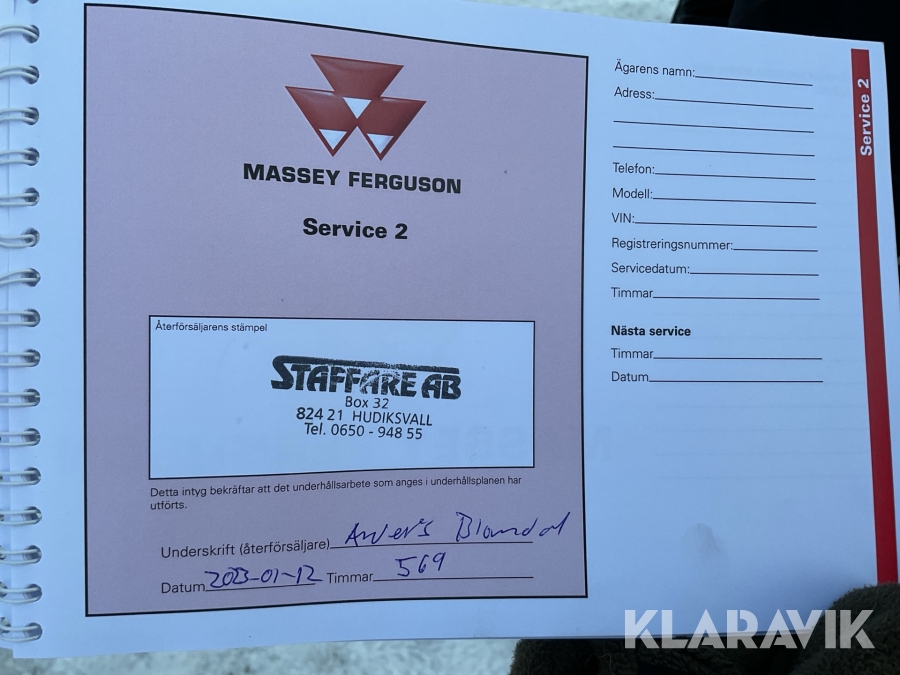 MASSEY FERGUSON
Service 2
Återförsäljarens stämpel
STAFFARE AB
Box 32
824 21 HUDIKSVALL
Tel. 0650 - 948 55
Detta intyg bekräftar att det underhållsarbete som anges i underhållsplanen har
utförts.
Underskrift (återförsäljare) Anders
Datum 2023-01-12 Timmar 569
Ägarens namn:
Adress:
Telefon:
Modell:
VIN:
Registreringsnummer:
Servicedatum:
Timmar
Nästa service
Timmar
Datum
Service 2
KLARAVIK